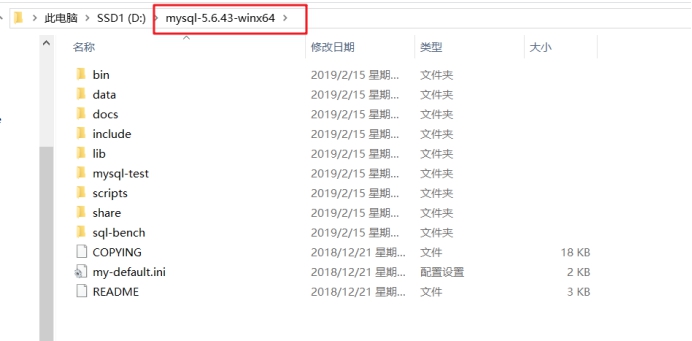 此电脑 > SSD1 (D:) > mysql-5.6.43-winx64 >
名称 修改日期 类型 大小
bin 2019/2/15 星期... 文件夹
data 2019/2/15 星期... 文件夹
docs 2019/2/15 星期... 文件夹
include 2019/2/15 星期... 文件夹
lib 2019/2/15 星期... 文件夹
mysql-test 2019/2/15 星期... 文件夹
scripts 2019/2/15 星期... 文件夹
share 2019/2/15 星期... 文件夹
sql-bench 2019/2/15 星期... 文件夹
COPYING 2018/12/21 星期... 文件 18 KB
my-default.ini 2018/12/21 星期... 配置设置 2 KB
README 2018/12/21 星期... 文件 3 KB